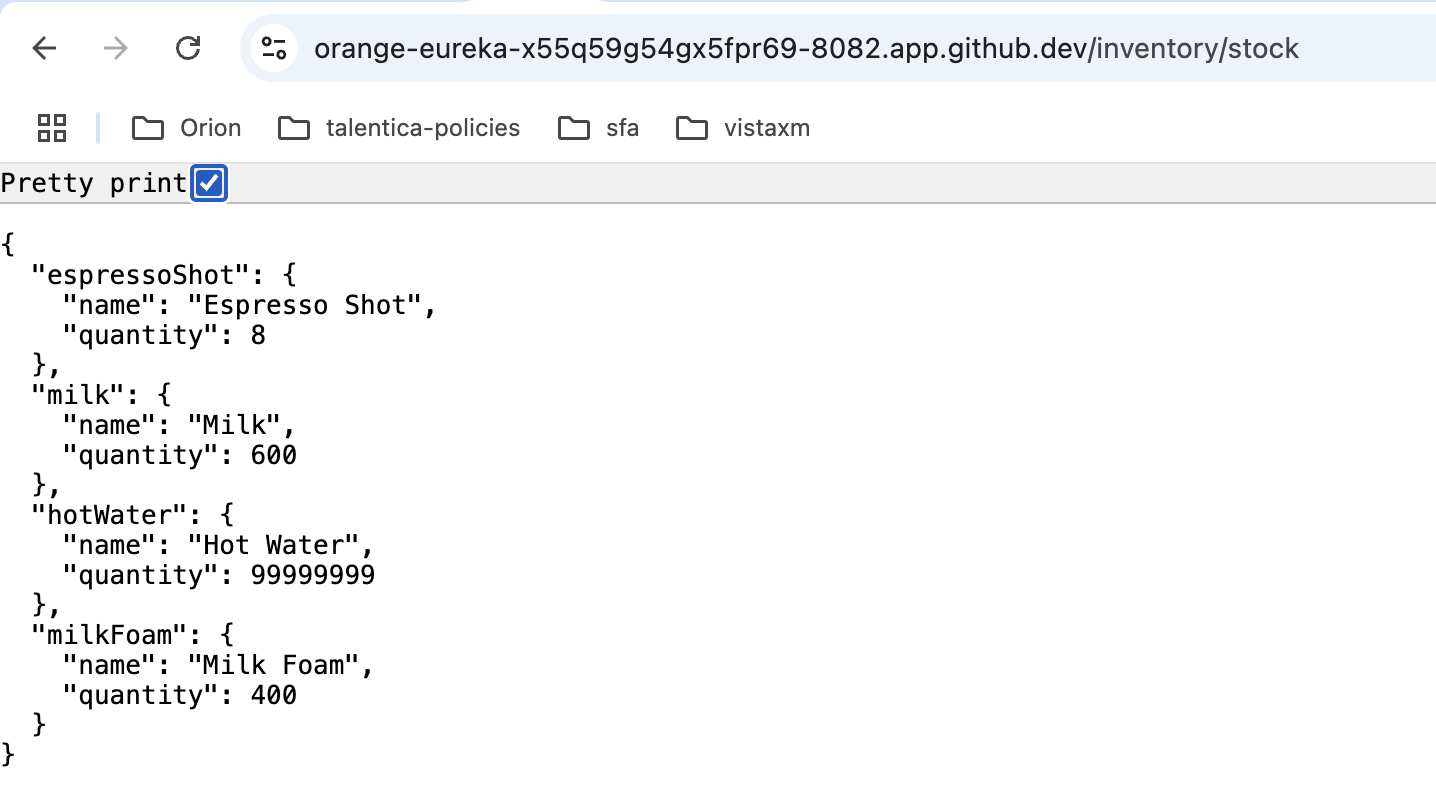 orange-eureka-x55q59g54gx5fpr69-8082.app.github.dev/inventory/stock
Orion talentica-policies sfa vistaxm
Pretty print
{
  "espressoShot": {
    "name": "Espresso Shot",
    "quantity": 8
  },
  "milk": {
    "name": "Milk",
    "quantity": 600
  },
  "hotWater": {
    "name": "Hot Water",
    "quantity": 99999999
  },
  "milkFoam": {
    "name": "Milk Foam",
    "quantity": 400
  }
}